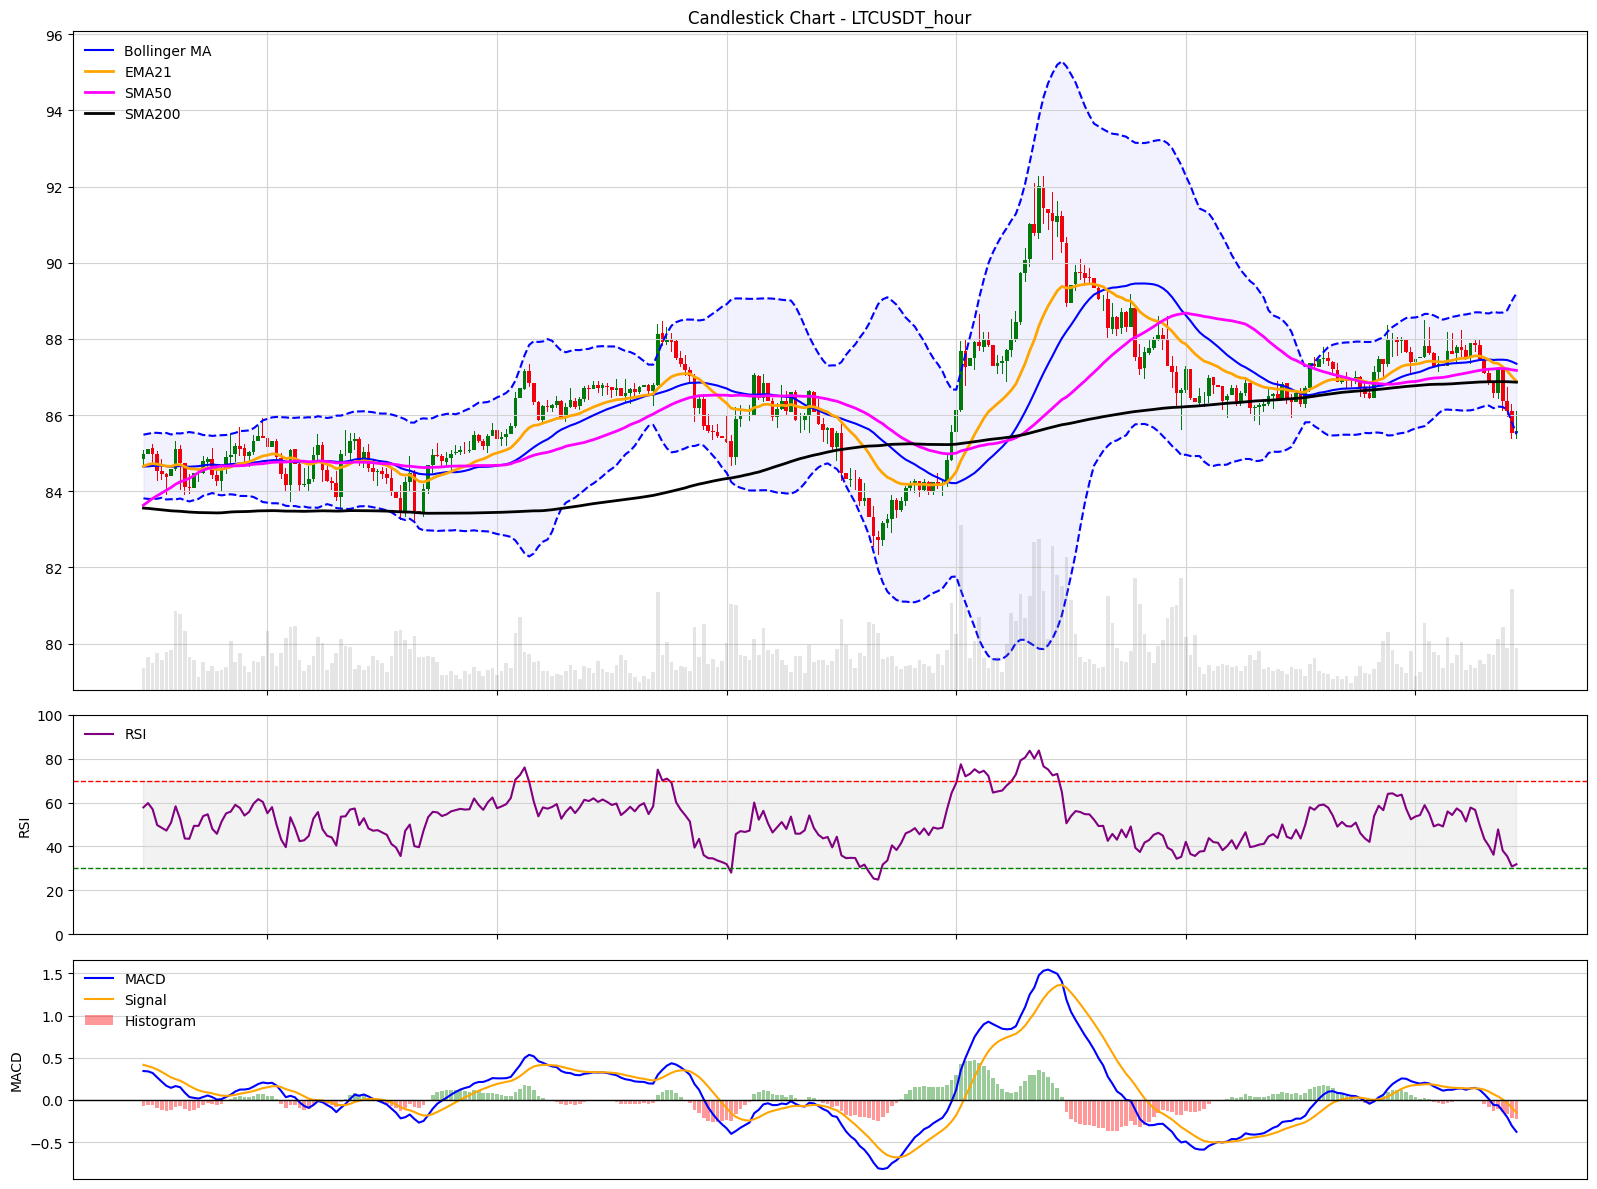 Candlestick Chart - LTCUSDT_hour
Bollinger MA
EMA21
SMA50
SMA200
96
94
92
90
88
86
84
82
80
RSI
RSI
100
80
60
40
20
0
MACD
Signal
Histogram
MACD
1.5
1.0
0.5
0.0
−0.5